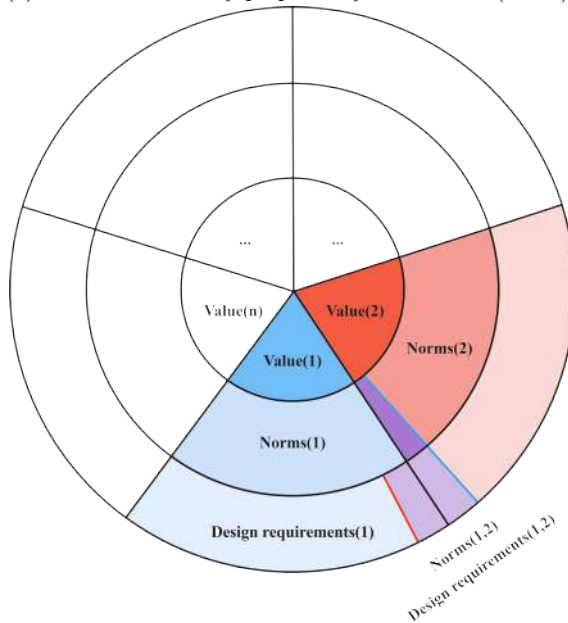 ...
...
Value(n)
Value(2)
Value(1)
Norms(2)
Norms(1)
Design requirements(1)
Norms(1,2)
Design requirements(1,2)